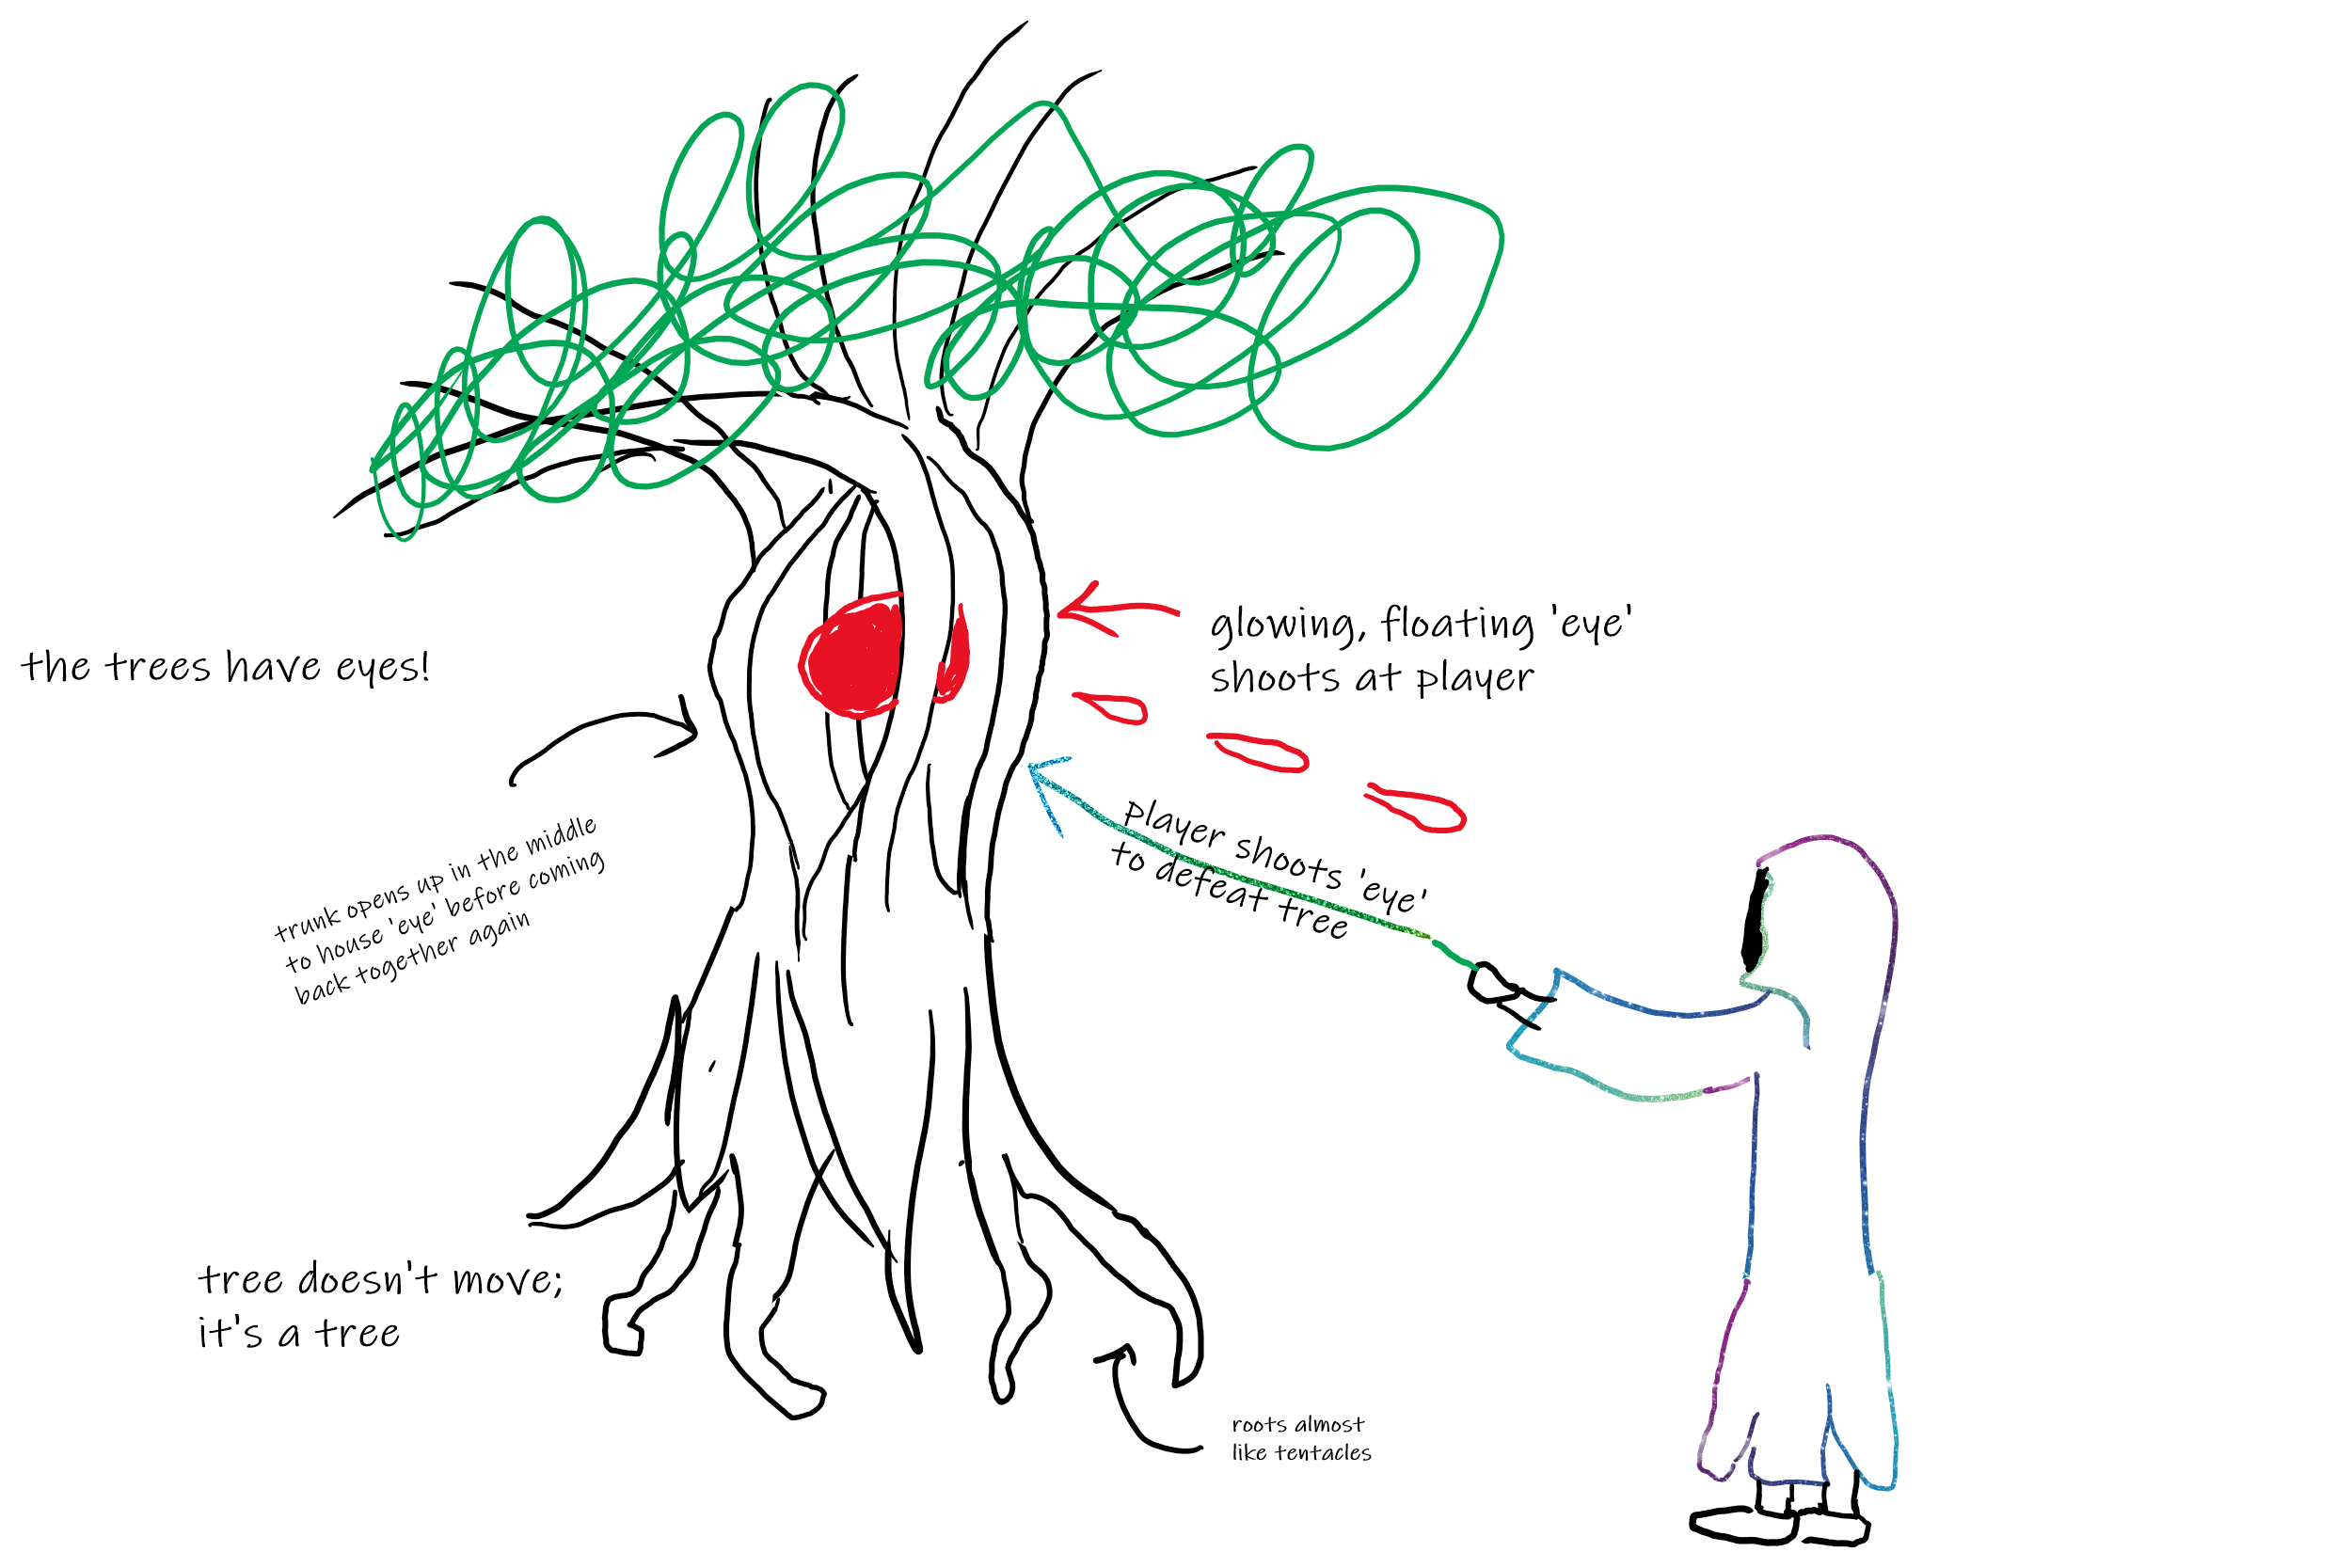 the trees have eyes!
glowing, floating 'eye'
shoots at player
player shoots 'eye'
to defeat tree
trunk opens up in the middle
to house 'eye' before coming
back together again
tree doesn't move;
it's a tree
roots almost
like tentacles